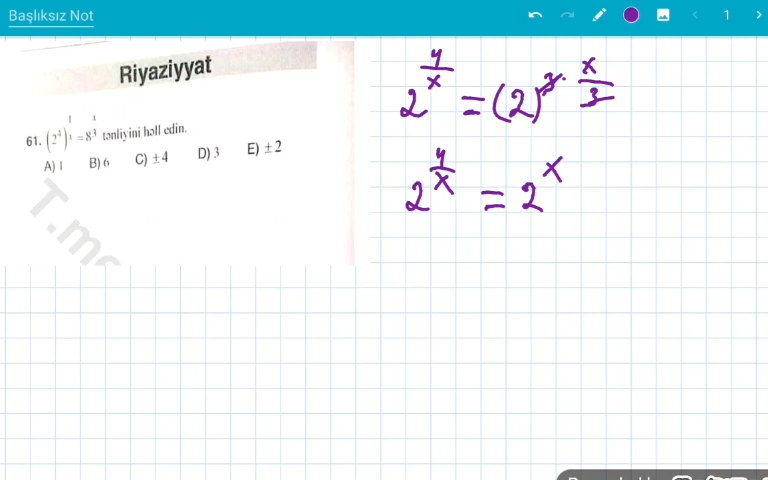 Başlıksız Not
1
Riyaziyyat
61. (2^4)^{1/x} = 8^{x/3} tənliyini həll edin.
A) 1 B) 6 C) ±4 D) 3 E) ±2
T.me
2^{4/x} = (2)^{3 · x/3}
2^{4/x} = 2^x